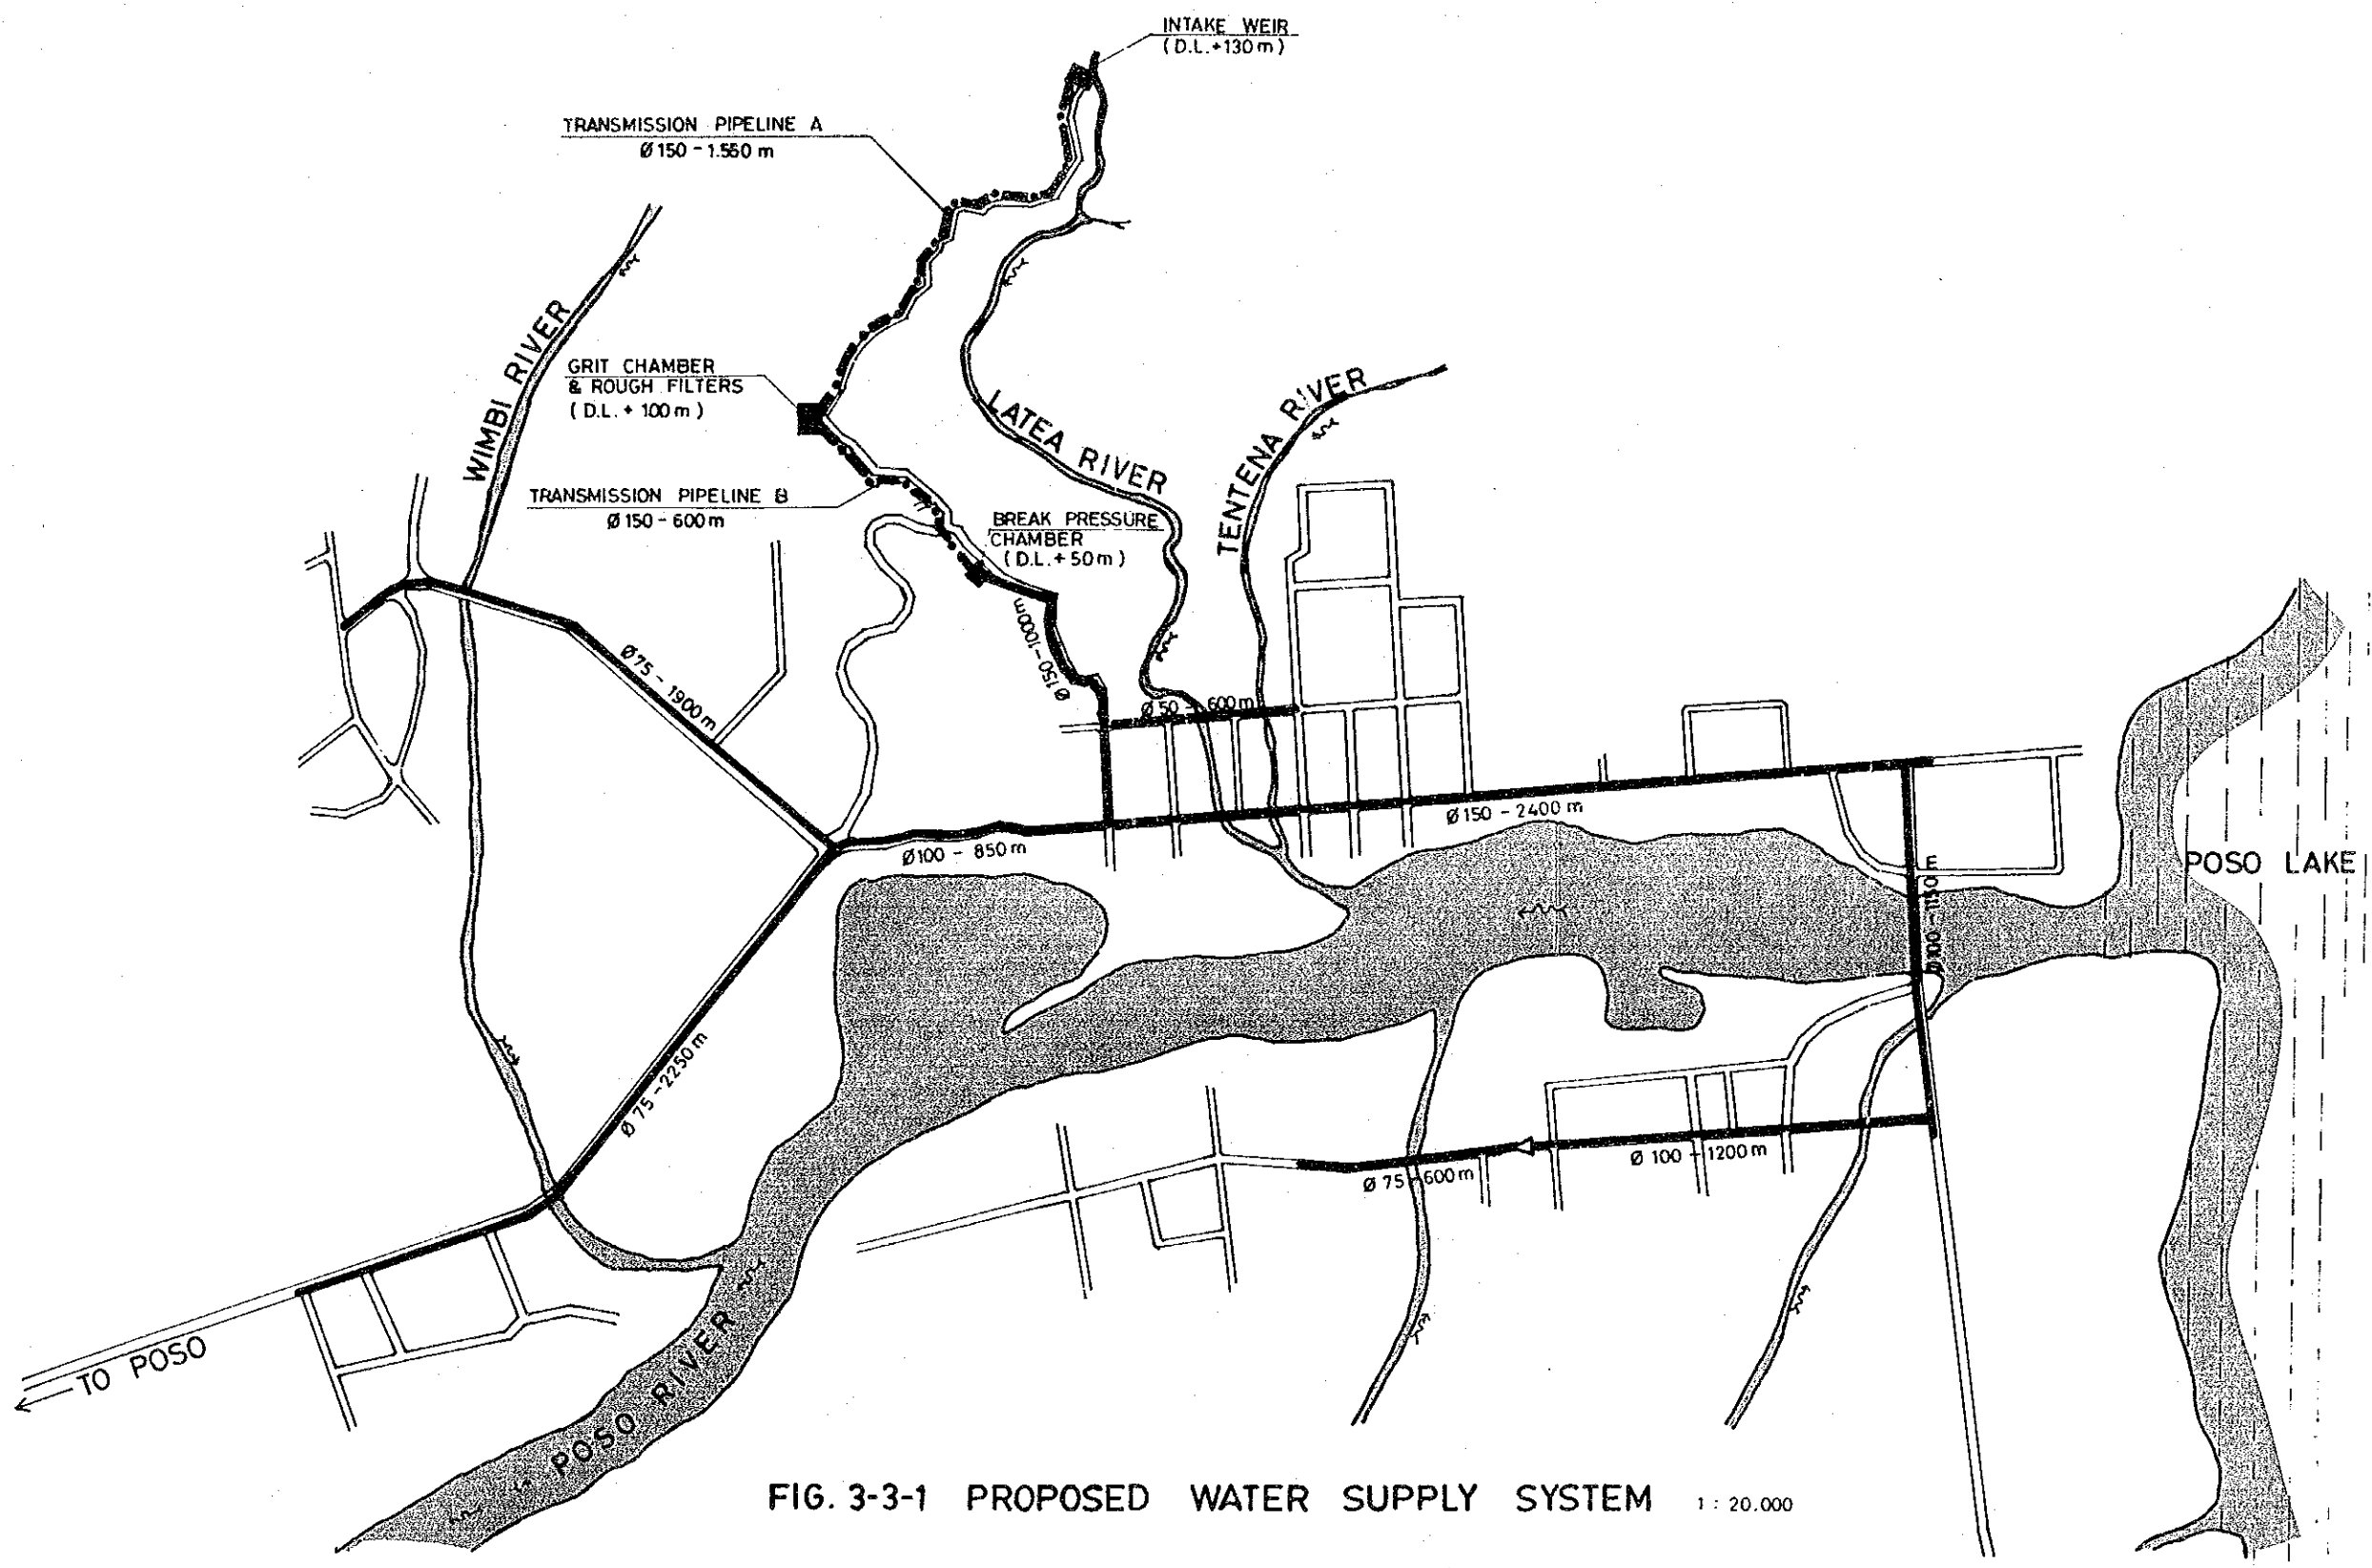 INTAKE WEIR
(D.L.+130 m)
TRANSMISSION PIPELINE A
Ø 150 - 1.550 m
WIMBI RIVER
GRIT CHAMBER
& ROUGH FILTERS
( D.L. + 100 m )
LATEA RIVER
TENTENA RIVER
TRANSMISSION PIPELINE B
Ø 150 - 600 m
BREAK PRESSURE
CHAMBER
( D.L. + 50 m )
Ø 150 - 1000m
Ø 75 - 1900 m
Ø 50 - 600 m
Ø 150 - 2400 m
Ø 100 - 850 m
POSO LAKE
Ø 100 - 1150 m
Ø 75 - 2250 m
Ø 100 - 1200 m
Ø 75 - 600 m
TO POSO
POSO RIVER
FIG. 3-3-1 PROPOSED WATER SUPPLY SYSTEM 1 : 20.000